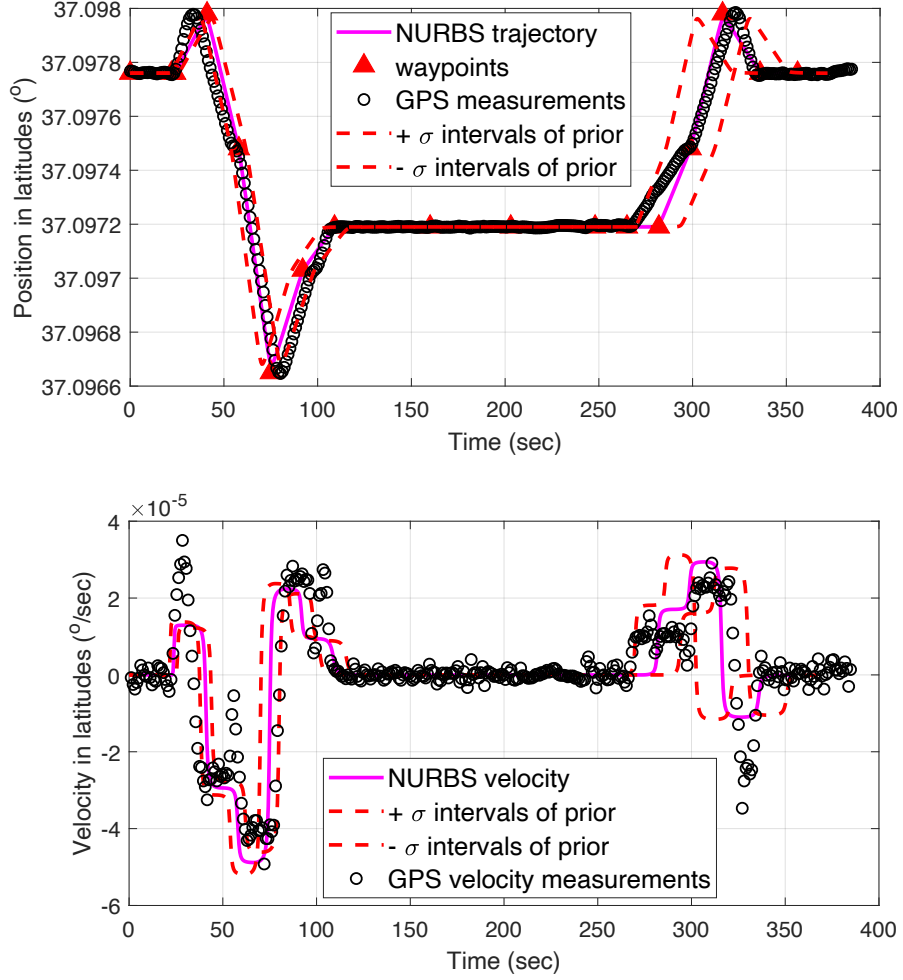 37.098
37.0978
37.0976
37.0974
37.0972
37.097
37.0968
37.0966
Position in latitudes (⁰)
NURBS trajectory
waypoints
GPS measurements
+ σ intervals of prior
- σ intervals of prior
0 50 100 150 200 250 300 350 400
Time (sec)
×10⁻⁵
4
2
0
-2
-4
-6
Velocity in latitudes (⁰/sec)
NURBS velocity
+ σ intervals of prior
- σ intervals of prior
GPS velocity measurements
0 50 100 150 200 250 300 350 400
Time (sec)